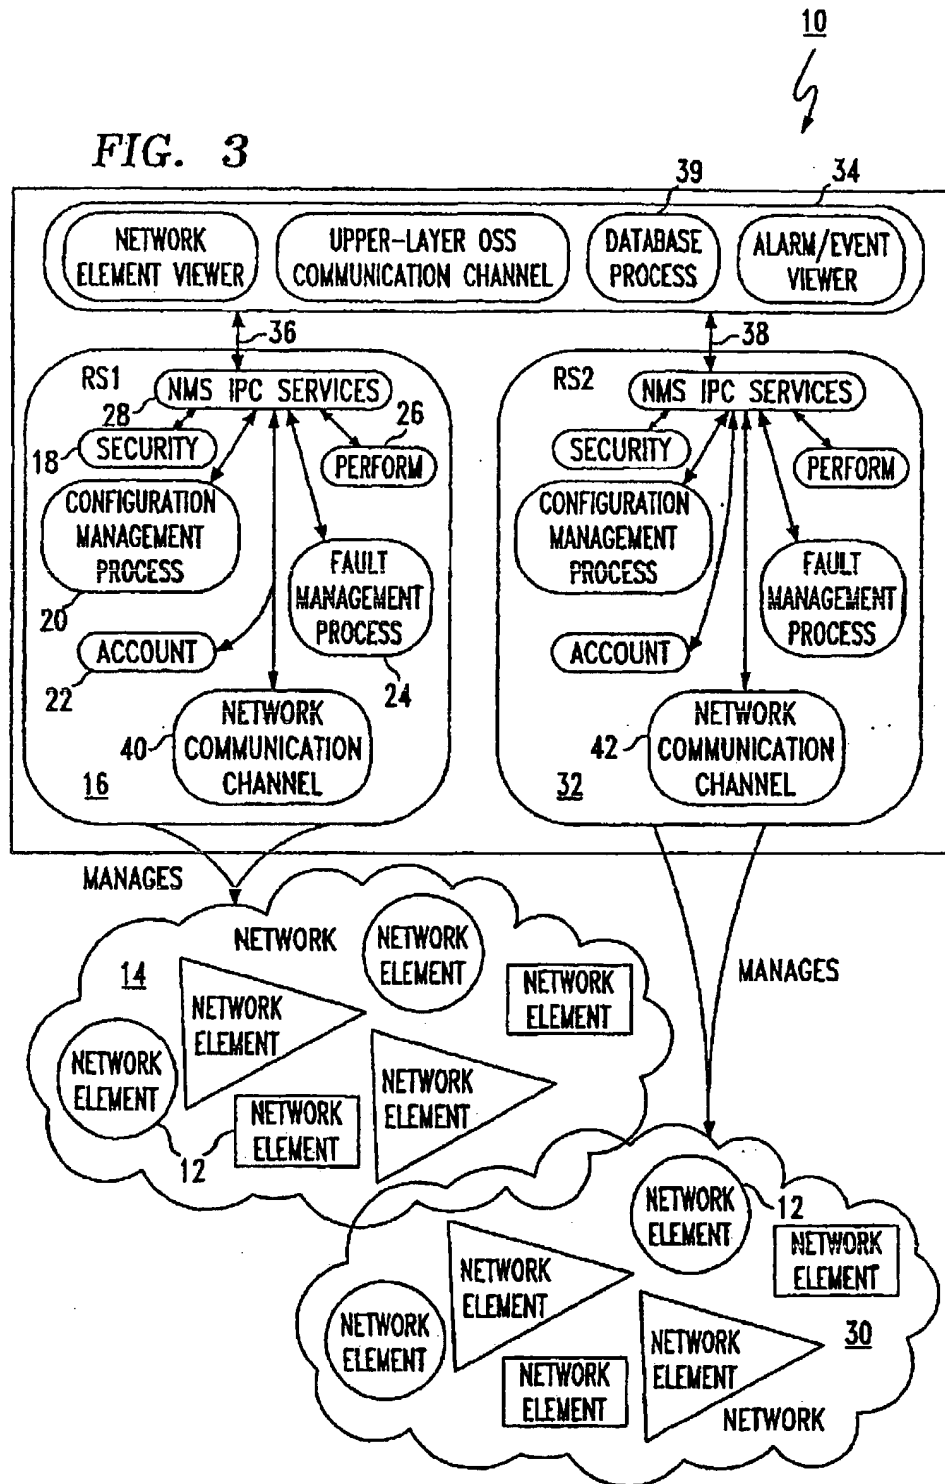 10
FIG. 3
39
34
NETWORK
ELEMENT VIEWER
UPPER-LAYER OSS
COMMUNICATION CHANNEL
DATABASE
PROCESS
ALARM/EVENT
VIEWER
36
38
RS1
NMS IPC SERVICES
28
26
18
SECURITY
PERFORM
CONFIGURATION
MANAGEMENT
PROCESS
20
FAULT
MANAGEMENT
PROCESS
ACCOUNT
22
24
40
NETWORK
COMMUNICATION
CHANNEL
16
RS2
NMS IPC SERVICES
SECURITY
PERFORM
CONFIGURATION
MANAGEMENT
PROCESS
FAULT
MANAGEMENT
PROCESS
ACCOUNT
42
NETWORK
COMMUNICATION
CHANNEL
32
MANAGES
MANAGES
NETWORK
14
NETWORK
ELEMENT
NETWORK
ELEMENT
NETWORK
ELEMENT
NETWORK
ELEMENT
NETWORK
ELEMENT
NETWORK
ELEMENT
12
NETWORK
ELEMENT
12
NETWORK
ELEMENT
NETWORK
ELEMENT
NETWORK
ELEMENT
NETWORK
ELEMENT
NETWORK
ELEMENT
30
NETWORK